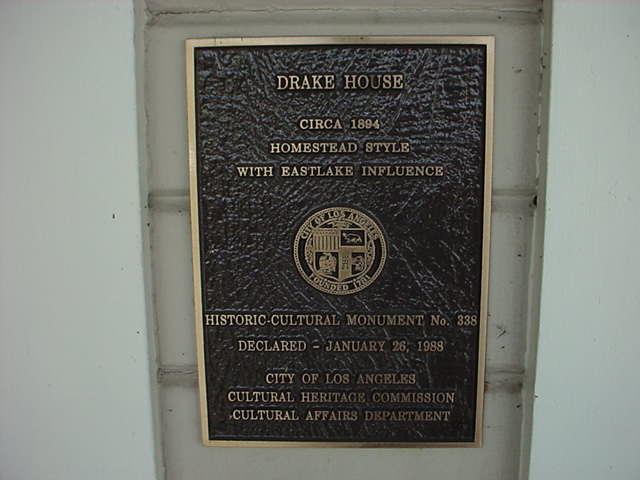 DRAKE HOUSE
CIRCA 1894
HOMESTEAD STYLE
WITH EASTLAKE INFLUENCE
CITY OF LOS ANGELES
FOUNDED 1781
HISTORIC-CULTURAL MONUMENT No. 338
DECLARED - JANUARY 26, 1988
CITY OF LOS ANGELES
CULTURAL HERITAGE COMMISSION
CULTURAL AFFAIRS DEPARTMENT